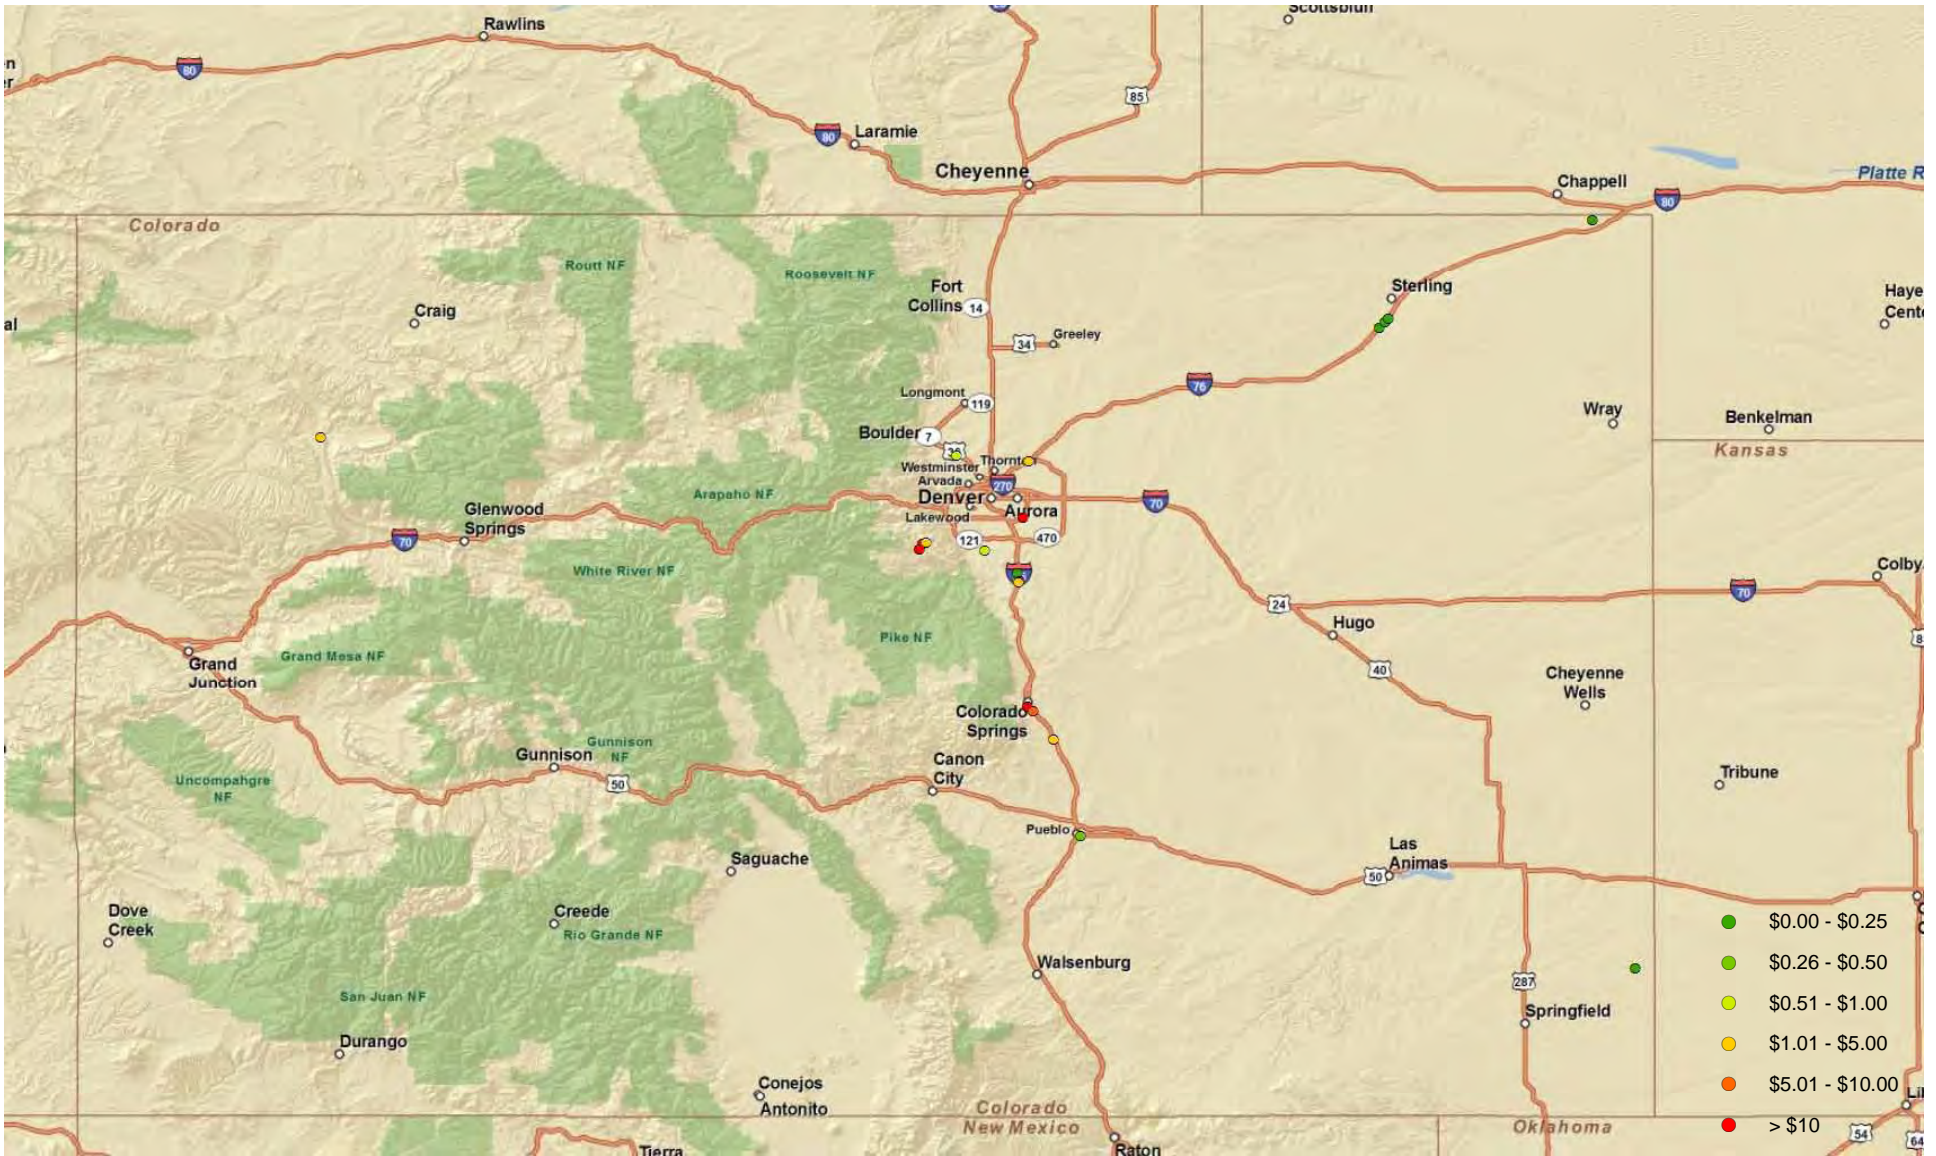 Rawlins
80
85
80
Laramie
Cheyenne
Chappell
80
Platte R
Colorado
Routt NF
Roosevelt NF
Fort
Collins
14
Sterling
Craig
Haye
Cent
34
Greeley
76
Longmont
119
Wray
Benkelman
Boulder
7
Kansas
Westminster
Thornt
Arvada
270
Arapaho NF
Denver
70
Glenwood
Springs
Lakewood
Aurora
70
121
470
White River NF
Colby
70
24
Hugo
Pike NF
40
Grand Mesa NF
Grand
Junction
Cheyenne
Wells
Colorado
Springs
Gunnison
NF
Gunnison
50
Canon
City
Uncompahgre
NF
Tribune
Pueblo
Saguache
Las
Animas
50
Dove
Creek
Creede
Rio Grande NF
Walsenburg
San Juan NF
287
Springfield
Durango
Conejos
Antonito
Colorado
New Mexico
Oklahoma
Raton
54
64
$0.00 - $0.25
$0.26 - $0.50
$0.51 - $1.00
$1.01 - $5.00
$5.01 - $10.00
> $10